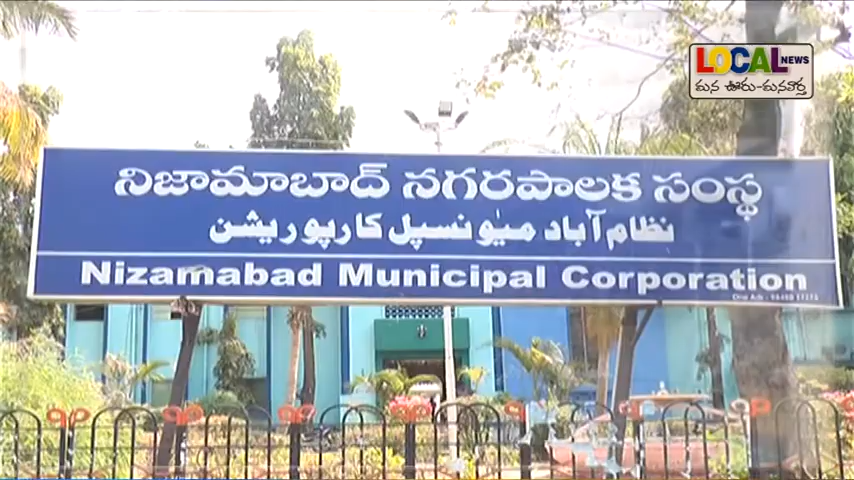 LOCAL NEWS
మన ఊరు-మనవార్త
నిజామాబాద్ నగరపాలక సంస్థ
نظام آباد میونسپل کارپوریشن
Nizamabad Municipal Corporation